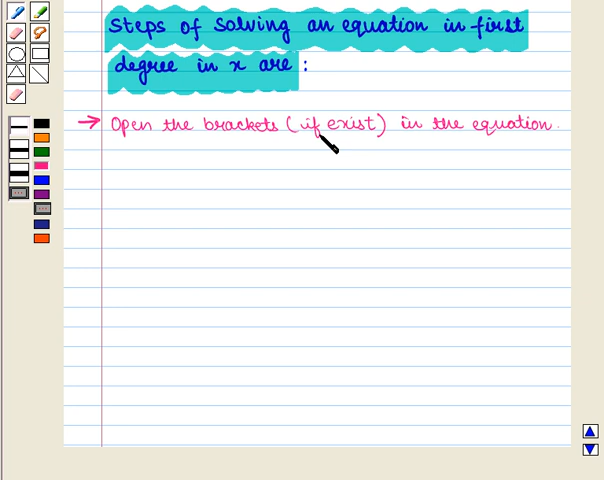 Steps of solving an equation in first
degree in x are :
→ Open the brackets (if exist) in the equation.